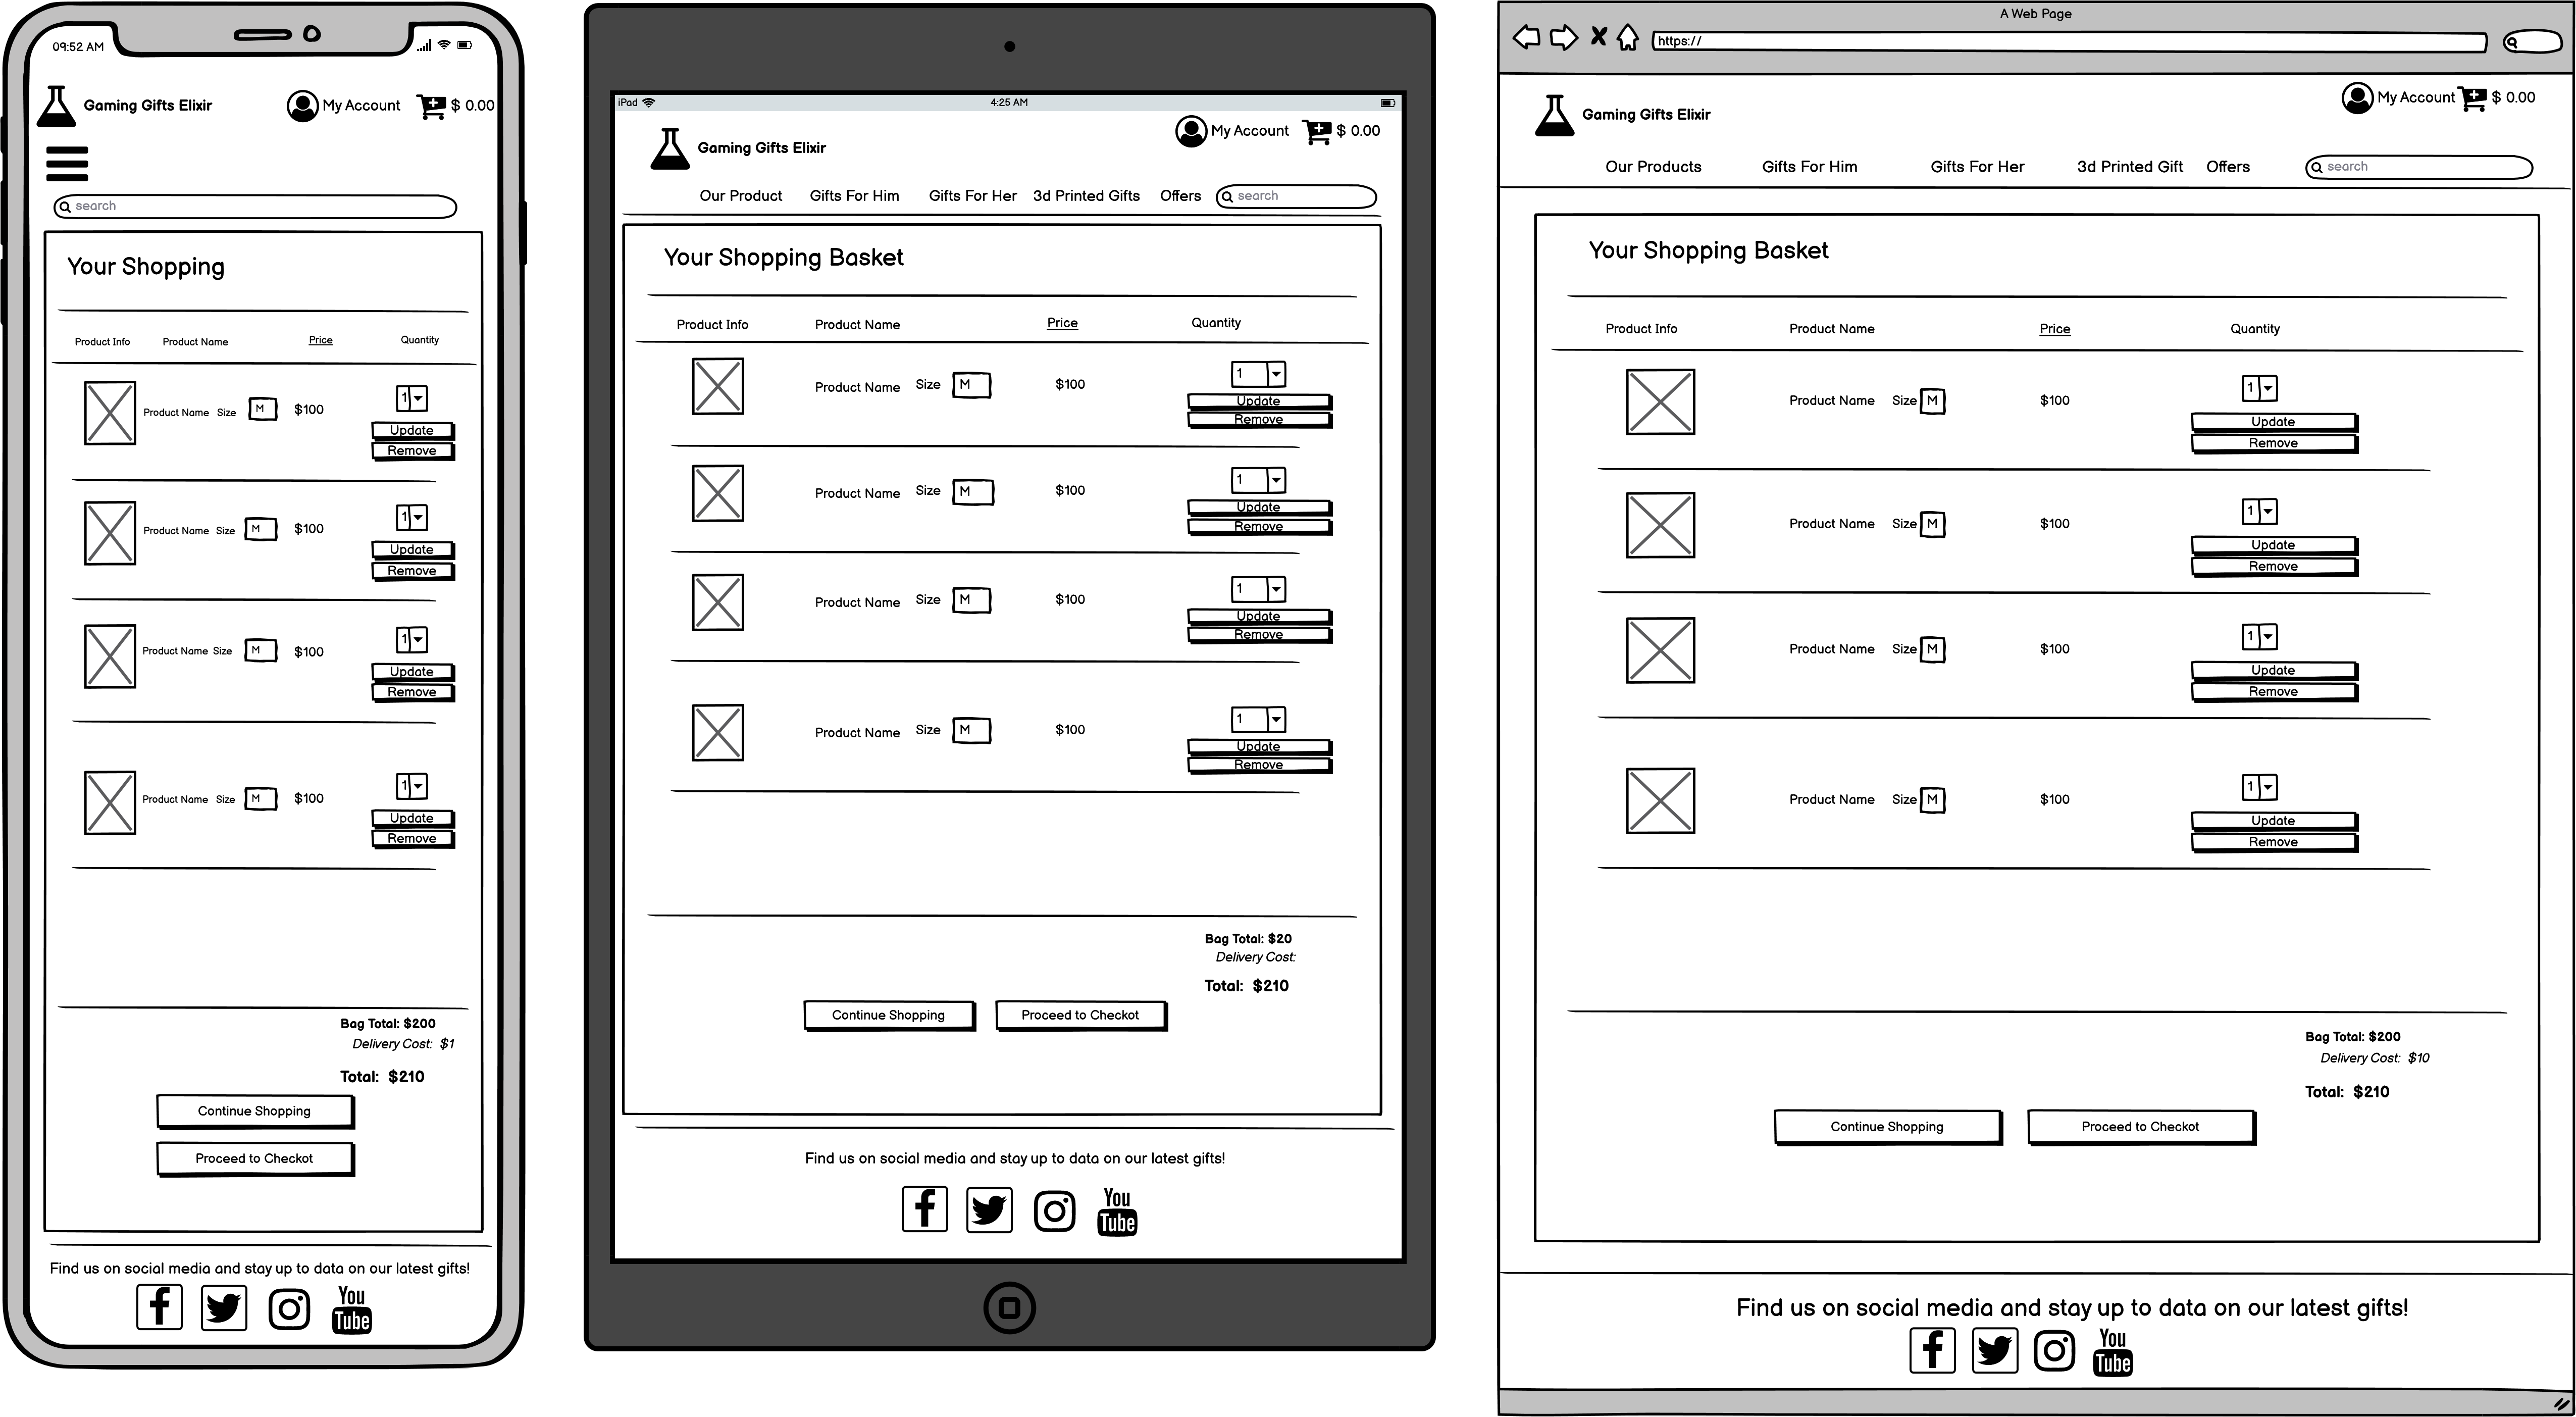 09:52 AM
Gaming Gifts Elixir
My Account
$ 0.00
search
Your Shopping
Product Info Product Name Price Quantity
1
Product Name Size M $100
Update
Remove
1
Product Name Size M $100
Update
Remove
1
Product Name Size M $100
Update
Remove
1
Product Name Size M $100
Update
Remove
Bag Total: $200
Delivery Cost: $1
Total: $210
Continue Shopping
Proceed to Checkot
Find us on social media and stay up to data on our latest gifts!
You
Tube
iPad
4:25 AM
My Account $ 0.00
Gaming Gifts Elixir
Our Product Gifts For Him Gifts For Her 3d Printed Gifts Offers search
Your Shopping Basket
Product Info Product Name Price Quantity
1
Product Name Size M $100
Update
Remove
1
Product Name Size M $100
Update
Remove
1
Product Name Size M $100
Update
Remove
1
Product Name Size M $100
Update
Remove
Bag Total: $20
Delivery Cost:
Total: $210
Continue Shopping Proceed to Checkot
Find us on social media and stay up to data on our latest gifts!
You
Tube
A Web Page
https://
My Account $ 0.00
Gaming Gifts Elixir
Our Products Gifts For Him Gifts For Her 3d Printed Gift Offers search
Your Shopping Basket
Product Info Product Name Price Quantity
1
Product Name Size M $100
Update
Remove
1
Product Name Size M $100
Update
Remove
1
Product Name Size M $100
Update
Remove
1
Product Name Size M $100
Update
Remove
Bag Total: $200
Delivery Cost: $10
Total: $210
Continue Shopping Proceed to Checkot
Find us on social media and stay up to data on our latest gifts!
You
Tube